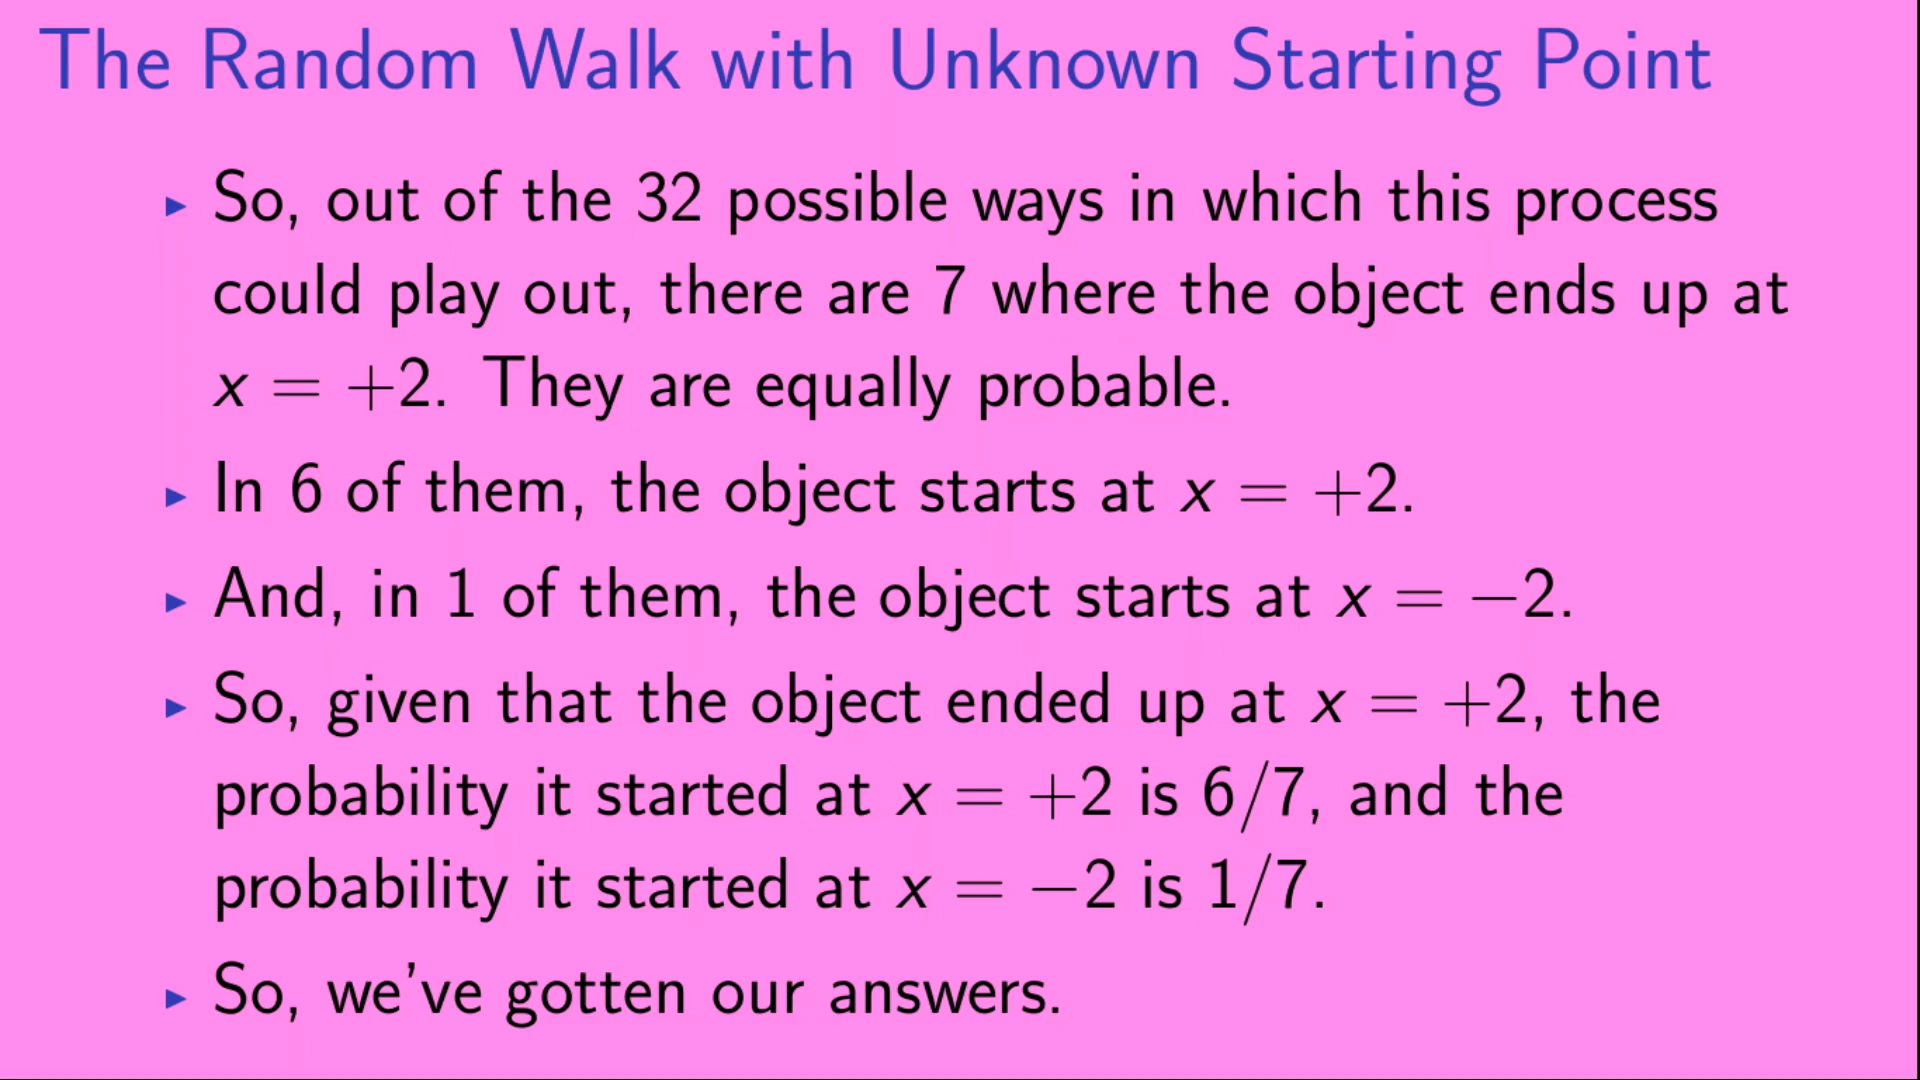 The Random Walk with Unknown Starting Point
▸ So, out of the 32 possible ways in which this process
could play out, there are 7 where the object ends up at
x = +2. They are equally probable.
▸ In 6 of them, the object starts at x = +2.
▸ And, in 1 of them, the object starts at x = −2.
▸ So, given that the object ended up at x = +2, the
probability it started at x = +2 is 6/7, and the
probability it started at x = −2 is 1/7.
▸ So, we've gotten our answers.